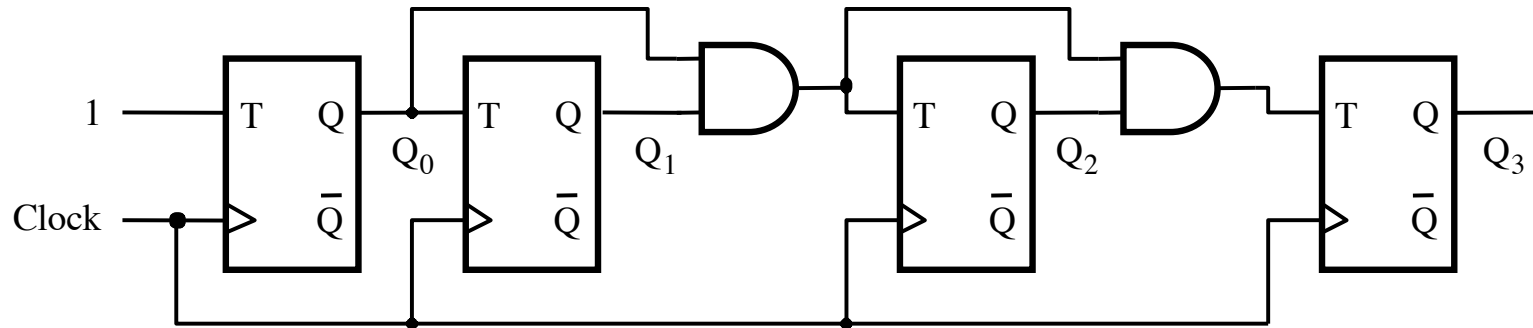 1 T Q T Q T Q T Q
Q₀ Q₁ Q₂ Q₃
Clock Q̅ Q̅ Q̅ Q̅